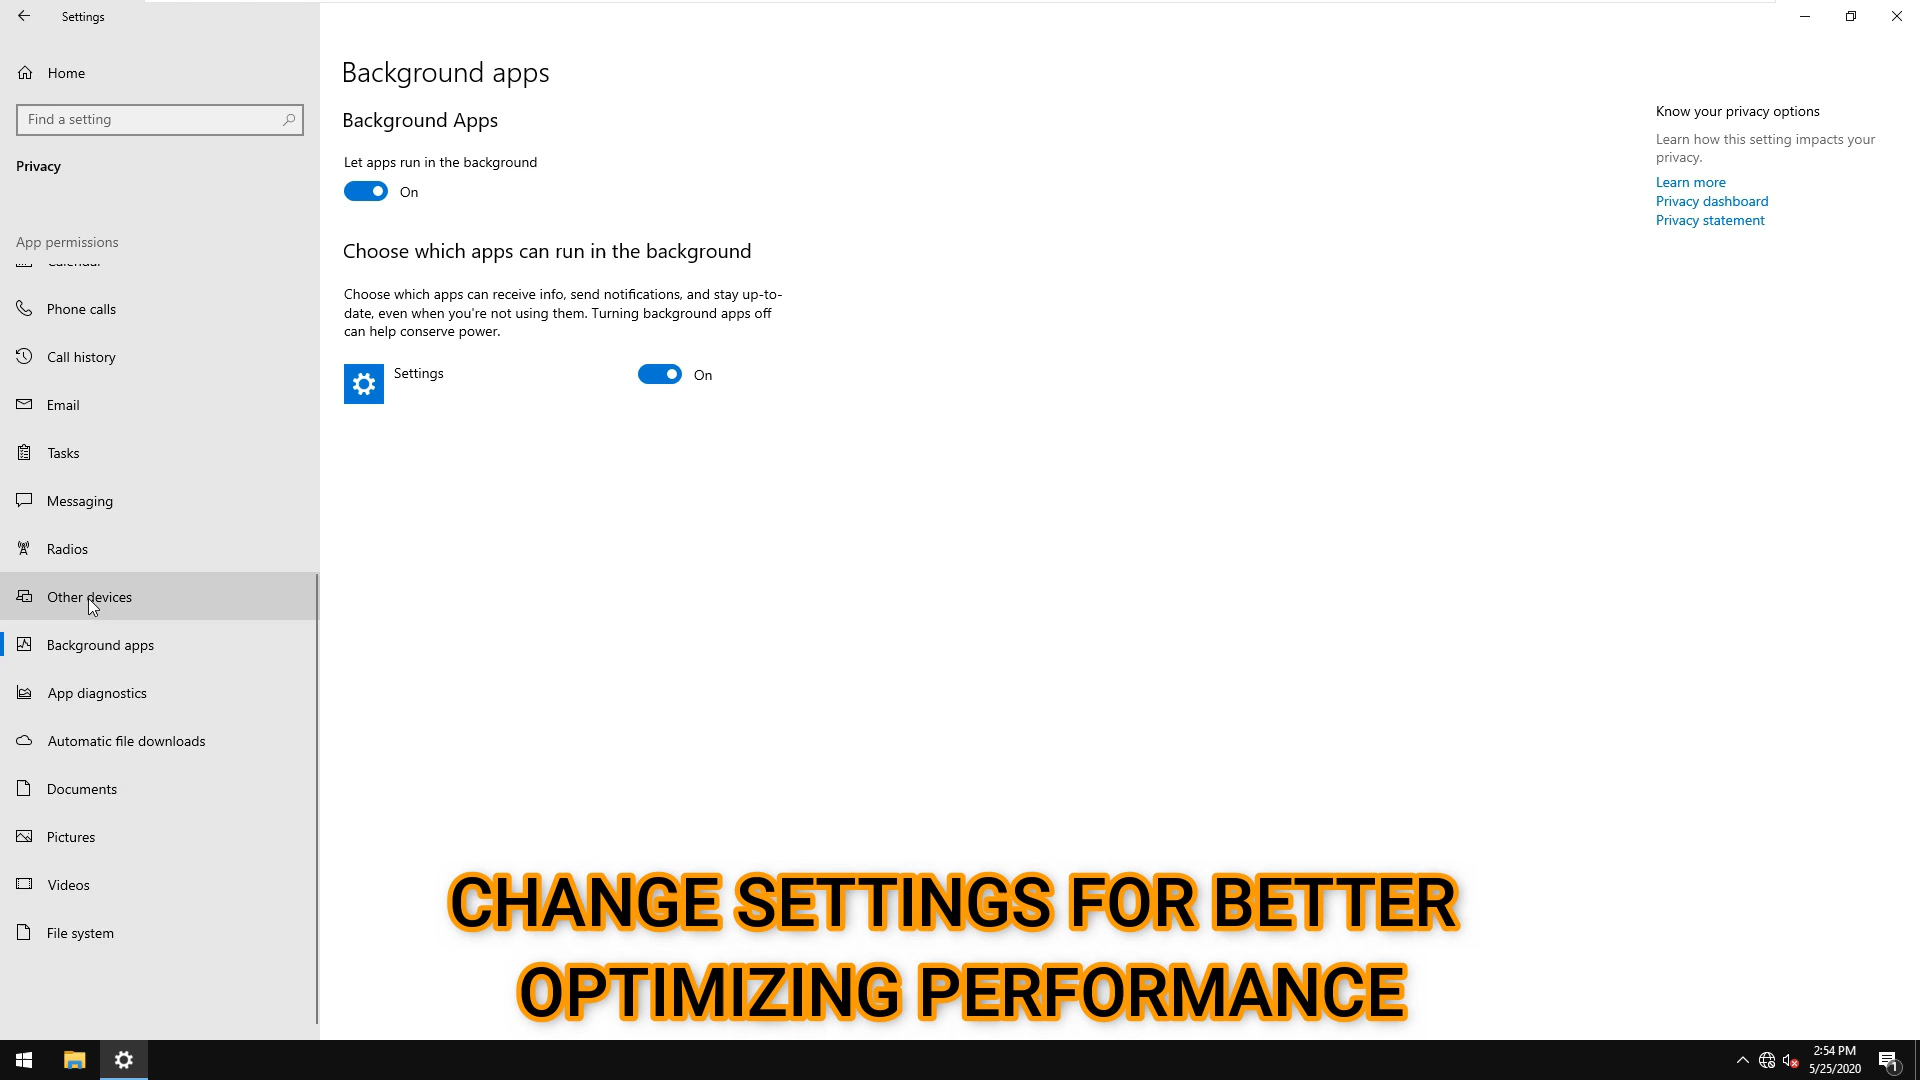 Settings
Home
Find a setting
Privacy
App permissions
Calendar
Phone calls
Call history
Email
Tasks
Messaging
Radios
Other devices
Background apps
App diagnostics
Automatic file downloads
Documents
Pictures
Videos
File system
Background apps
Background Apps
Let apps run in the background
On
Choose which apps can run in the background
Choose which apps can receive info, send notifications, and stay up-to-
date, even when you're not using them. Turning background apps off
can help conserve power.
Settings
On
Know your privacy options
Learn how this setting impacts your
privacy.
Learn more
Privacy dashboard
Privacy statement
CHANGE SETTINGS FOR BETTER
OPTIMIZING PERFORMANCE
2:54 PM
5/25/2020
1